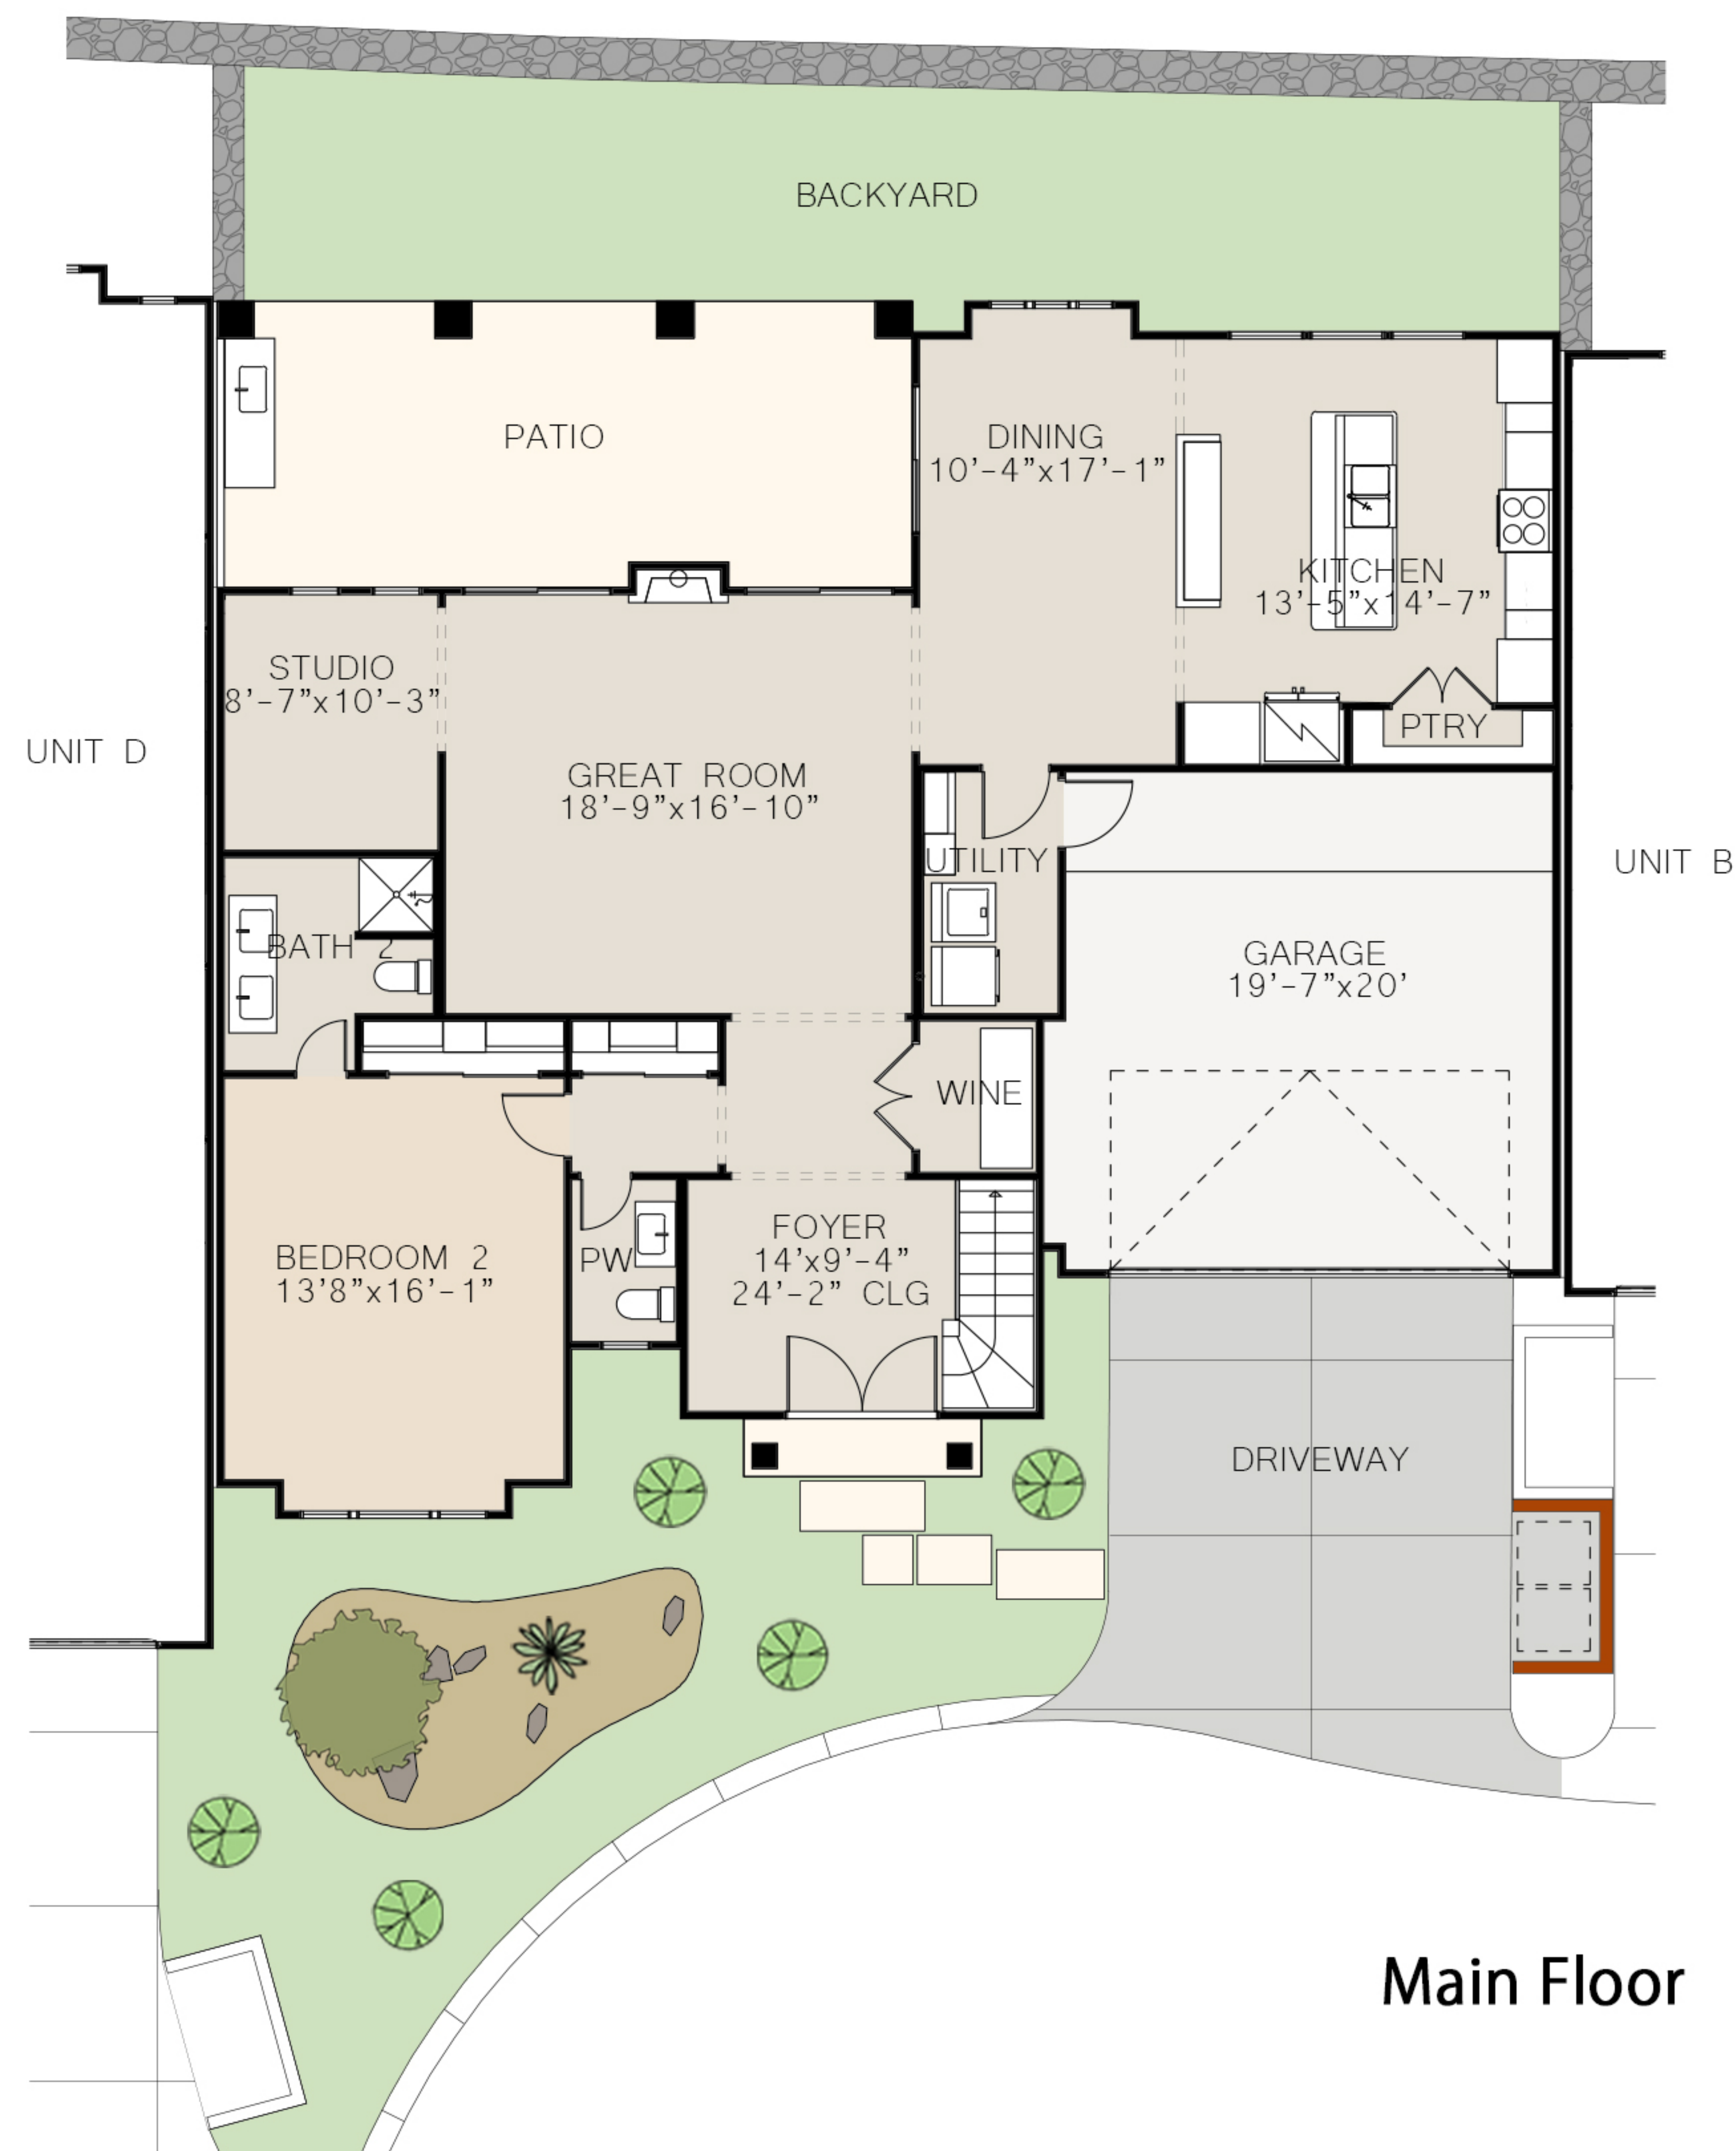 BACKYARD
PATIO
DINING
10'-4"x17'-1"
KITCHEN
13'-5"x14'-7"
STUDIO
8'-7"x10'-3"
PTRY
UNIT D
GREAT ROOM
18'-9"x16'-10"
UTILITY
UNIT B
BATH 2
GARAGE
19'-7"x20'
WINE
BEDROOM 2
13'8"x16'-1"
PW
FOYER
14'x9'-4"
24'-2" CLG
DRIVEWAY
Main Floor